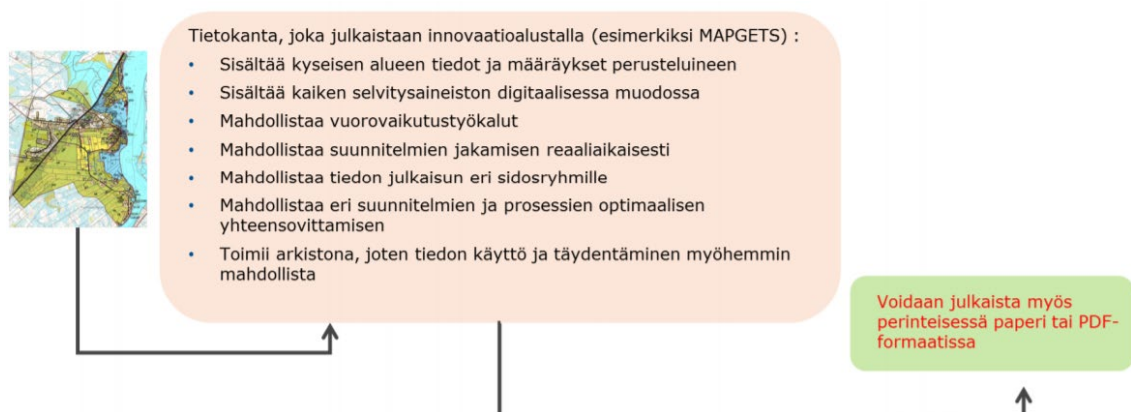 Tietokanta, joka julkaistaan innovaatioalustalla (esimerkiksi MAPGETS) :
• Sisältää kyseisen alueen tiedot ja määräykset perusteluineen
• Sisältää kaiken selvitysaineiston digitaalisessa muodossa
• Mahdollistaa vuorovaikutustyökalut
• Mahdollistaa suunnitelmien jakamisen reaaliaikaisesti
• Mahdollistaa tiedon julkaisun eri sidosryhmille
• Mahdollistaa eri suunnitelmien ja prosessien optimaalisen
yhteensovittamisen
• Toimii arkistona, joten tiedon käyttö ja täydentäminen myöhemmin
mahdollista
Voidaan julkaista myös
perinteisessä paperi tai PDF-
formaatissa